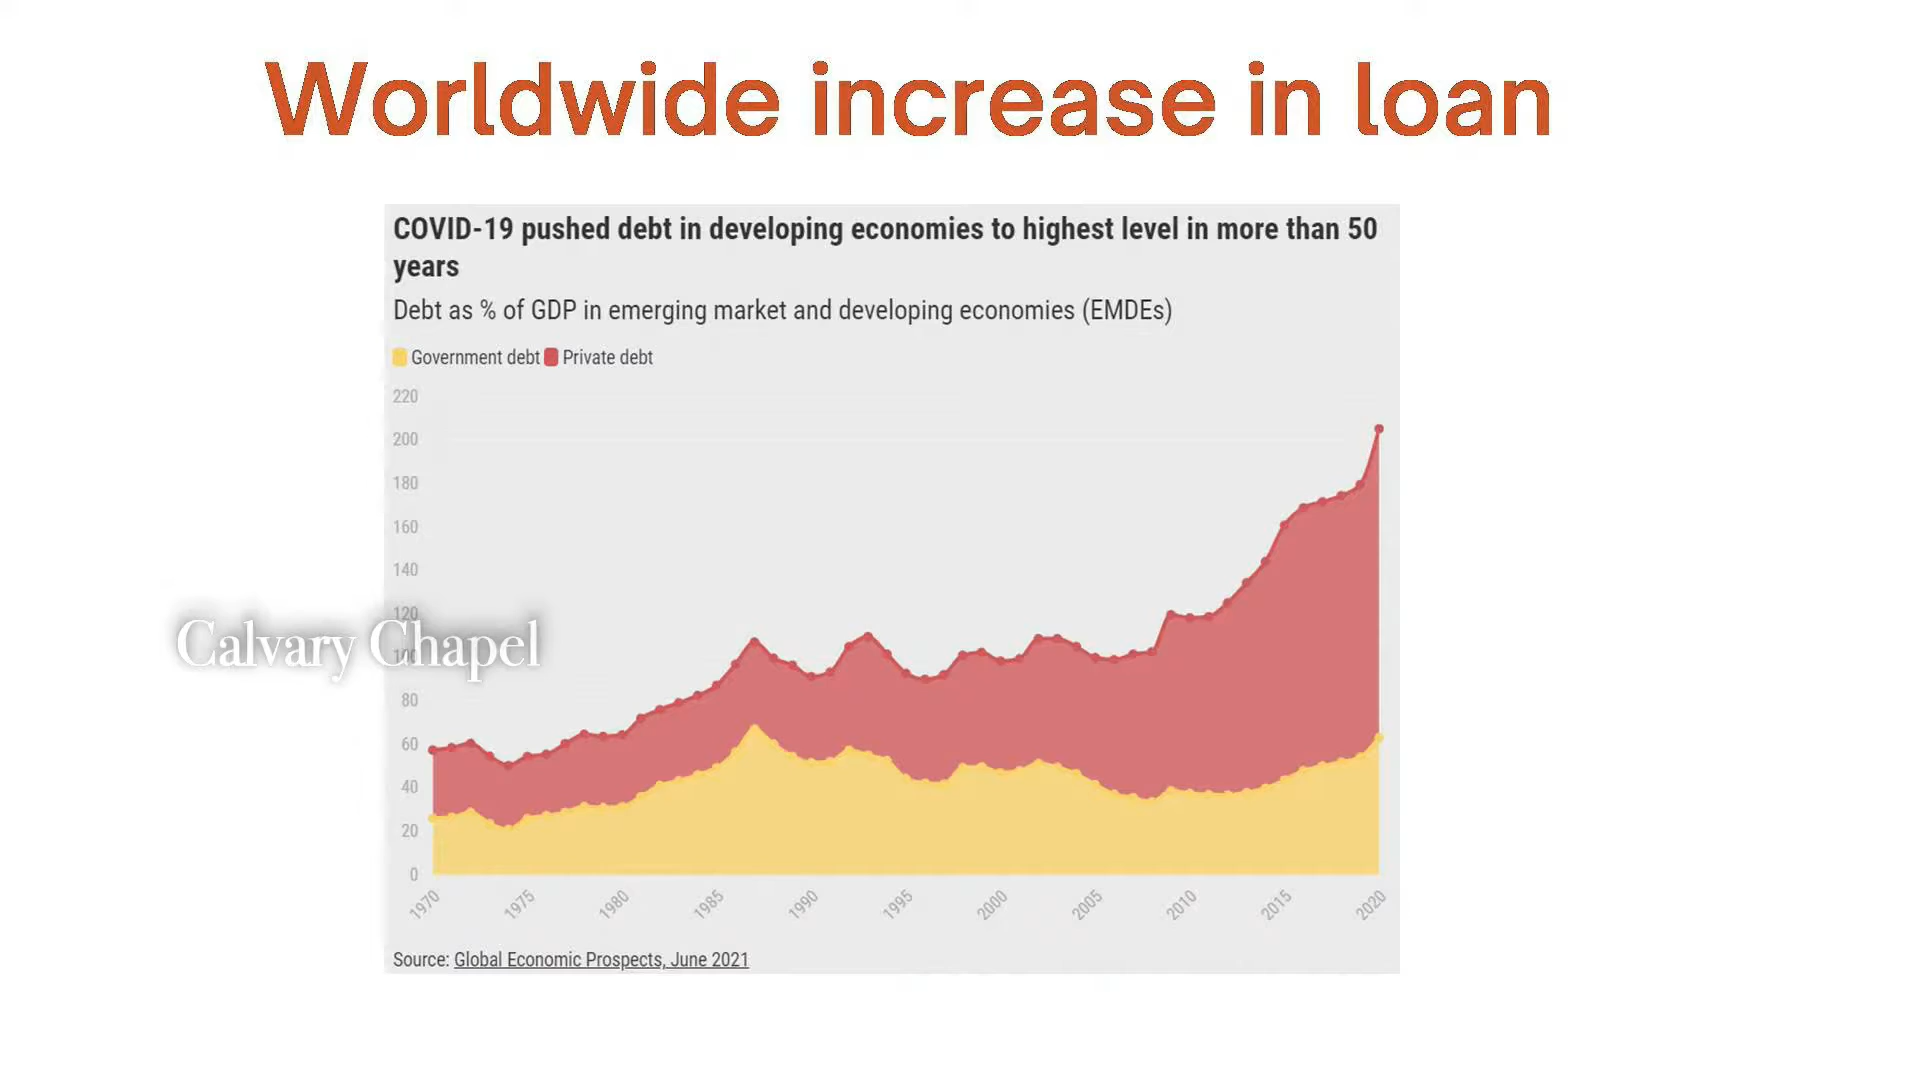 Worldwide increase in loan
COVID-19 pushed debt in developing economies to highest level in more than 50
years
Debt as % of GDP in emerging market and developing economies (EMDEs)
Government debt Private debt
220
200
180
160
140
120
Calvary Chapel
100
80
60
40
20
0
1970 1975 1980 1985 1990 1995 2000 2005 2010 2015 2020
Source: Global Economic Prospects, June 2021